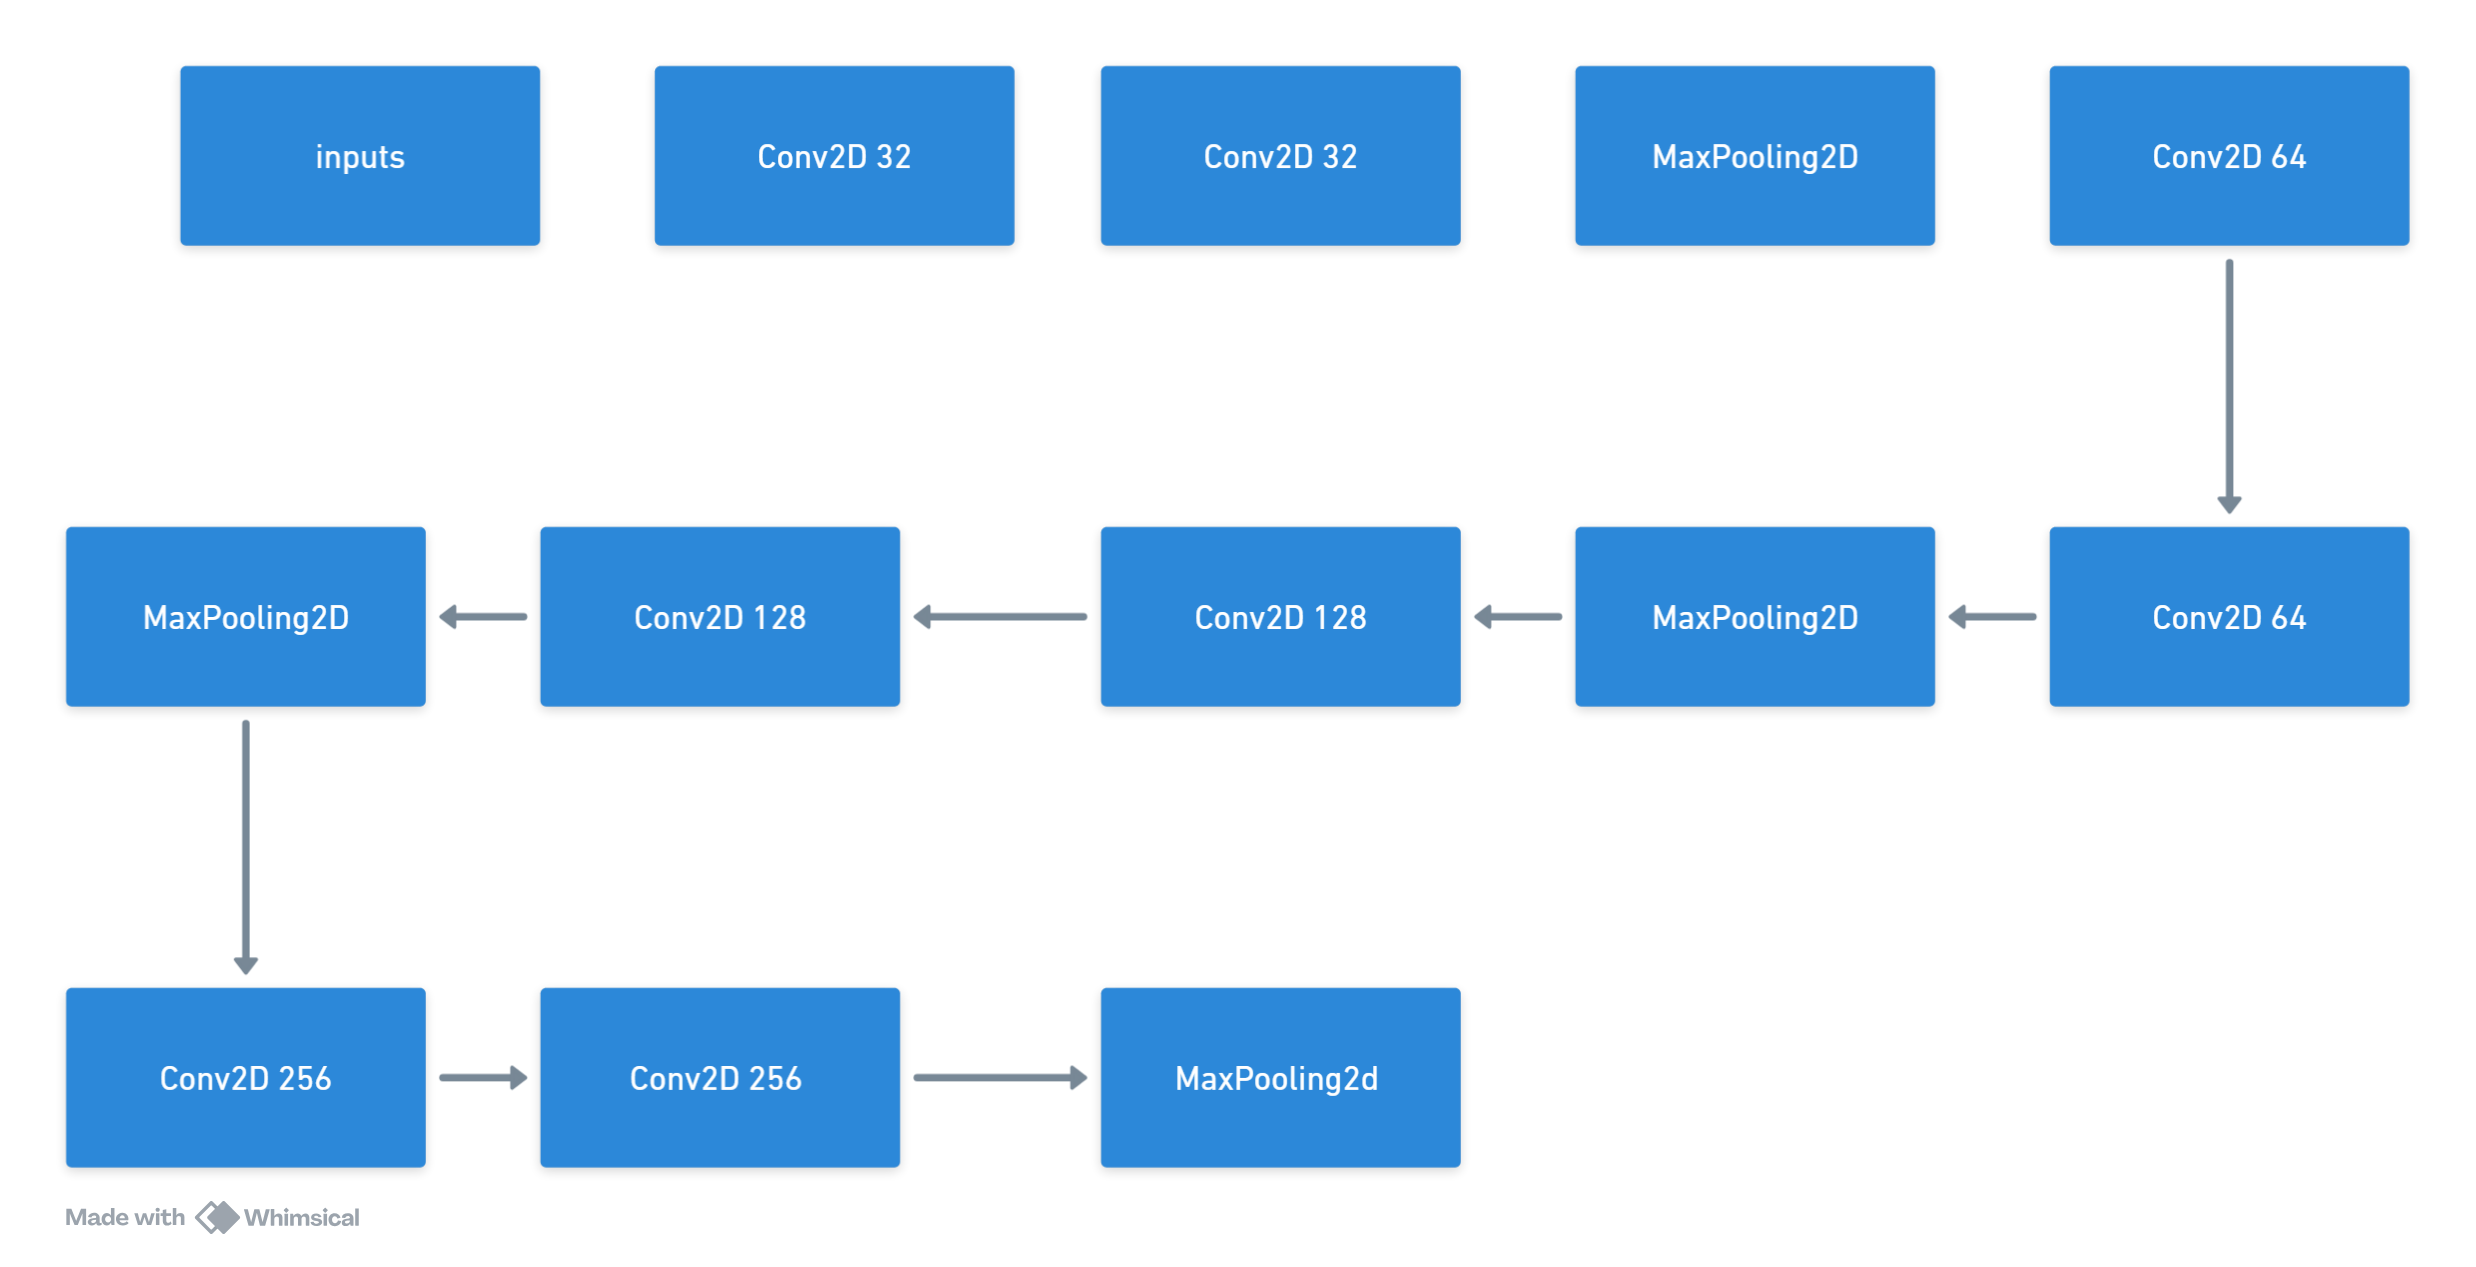 inputs
Conv2D 32
Conv2D 32
MaxPooling2D
Conv2D 64
Conv2D 64
MaxPooling2D
Conv2D 128
Conv2D 128
MaxPooling2D
Conv2D 256
Conv2D 256
MaxPooling2d
Made with Whimsical